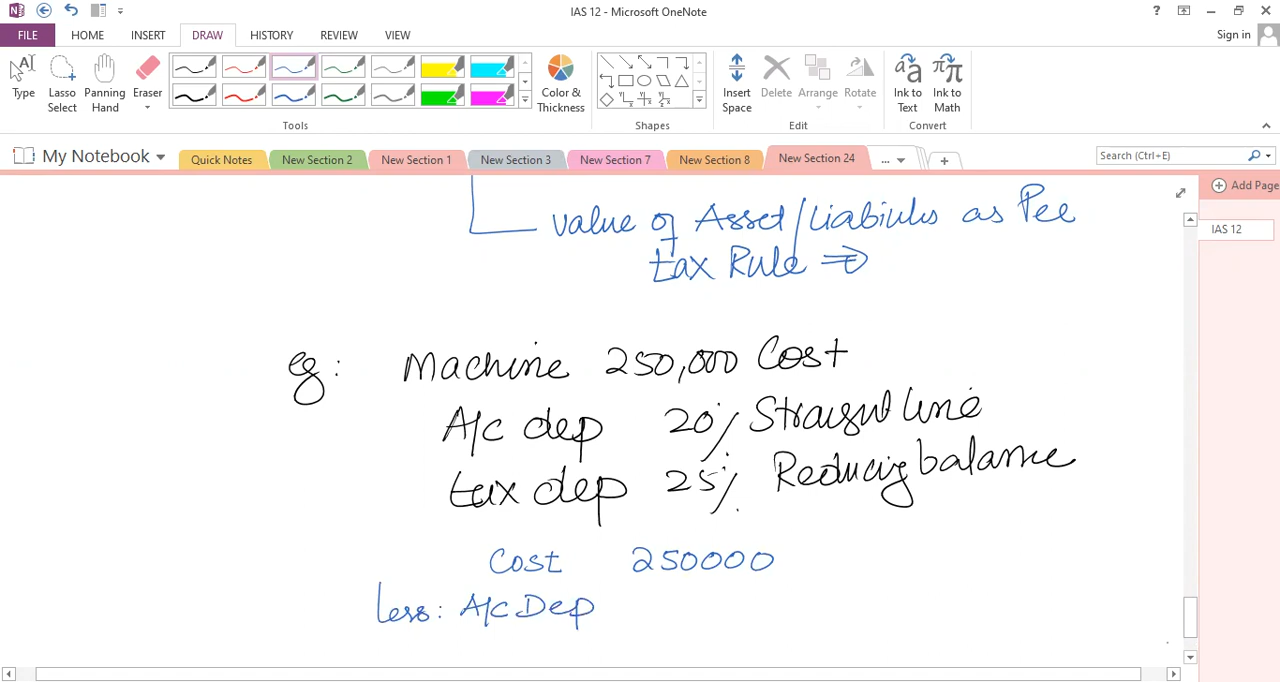 IAS 12 - Microsoft OneNote
?
FILE HOME INSERT DRAW HISTORY REVIEW VIEW
Sign in
Type
Lasso Select
Panning Hand
Eraser
Color & Thickness
Insert Space
Delete
Arrange
Rotate
Ink to Text
Ink to Math
Tools
Shapes
Edit
Convert
My Notebook
Quick Notes New Section 2 New Section 1 New Section 3 New Section 7 New Section 8 New Section 24 ...
Search (Ctrl+E)
Add Page
IAS 12
value of Asset/Liabiulis as Per
tax Rule ⇒
eg: Machine 250,000 Cost
A/c dep 20% Straight line
tax dep 25% Reducing balance
Cost 250000
less: A/c Dep